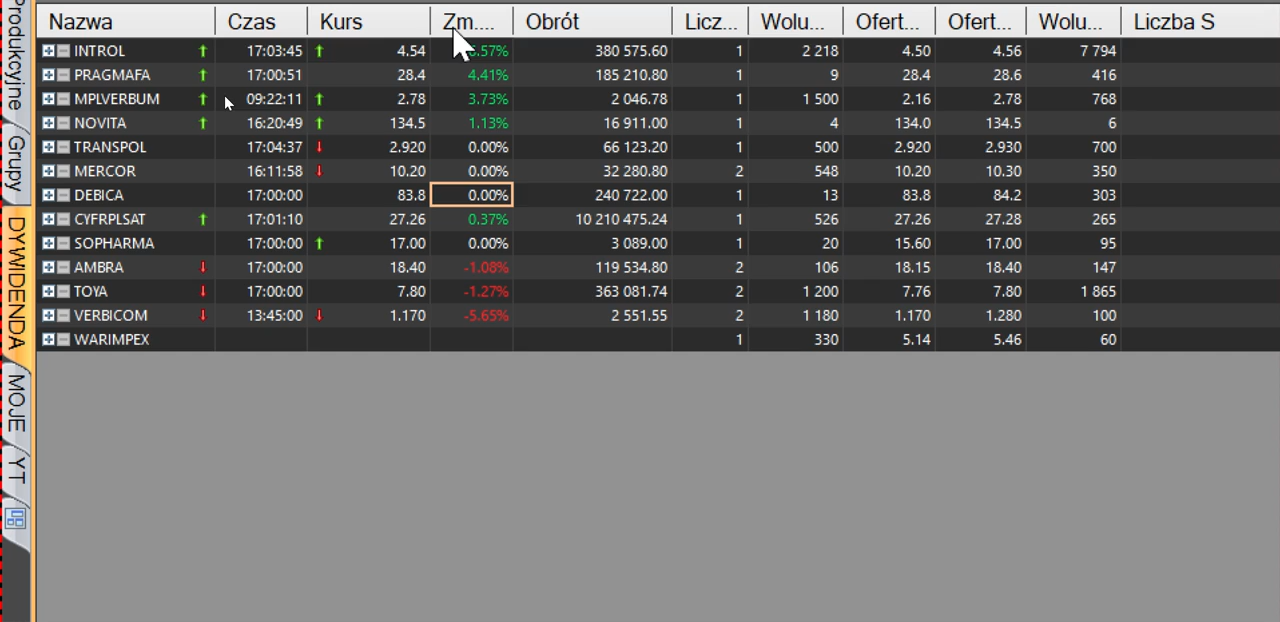 Nazwa Czas Kurs Zm.... Obrót Licz... Wolu... Ofert... Ofert... Wolu... Liczba S
INTROL 17:03:45 4.54 6.57% 380 575.60 1 2 218 4.50 4.56 7 794
PRAGMAFA 17:00:51 28.4 4.41% 185 210.80 1 9 28.4 28.6 416
MPLVERBUM 09:22:11 2.78 3.73% 2 046.78 1 1 500 2.16 2.78 768
NOVITA 16:20:49 134.5 1.13% 16 911.00 1 4 134.0 134.5 6
TRANSPOL 17:04:37 2.920 0.00% 66 123.20 1 500 2.920 2.930 700
MERCOR 16:11:58 10.20 0.00% 32 280.80 2 548 10.20 10.30 350
DEBICA 17:00:00 83.8 0.00% 240 722.00 1 13 83.8 84.2 303
CYFRPLSAT 17:01:10 27.26 0.37% 10 210 475.24 1 526 27.26 27.28 265
SOPHARMA 17:00:00 17.00 0.00% 3 089.00 1 20 15.60 17.00 95
AMBRA 17:00:00 18.40 -1.08% 119 534.80 2 106 18.15 18.40 147
TOYA 17:00:00 7.80 -1.27% 363 081.74 2 1 200 7.76 7.80 1 865
VERBICOM 13:45:00 1.170 -5.65% 2 551.55 2 1 180 1.170 1.280 100
WARIMPEX 1 330 5.14 5.46 60
Produkcyjne
Grupy
DYWIDENDA
MOJE
YT